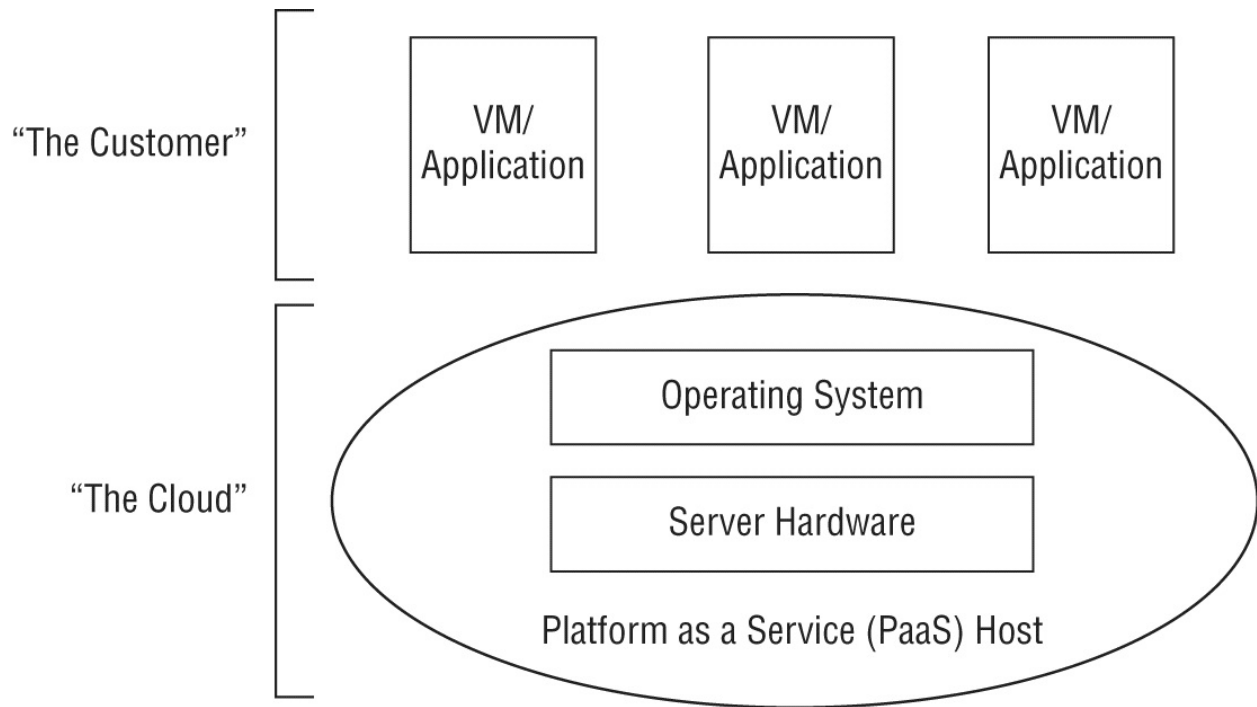 “The Customer”
VM/
Application
VM/
Application
VM/
Application
“The Cloud”
Operating System
Server Hardware
Platform as a Service (PaaS) Host